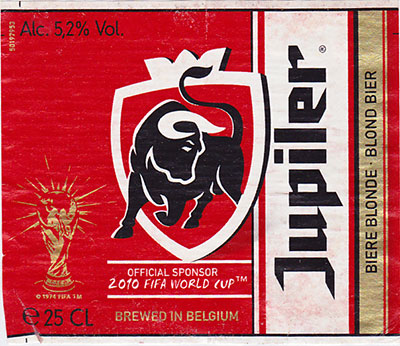 Alc. 5,2% Vol.
50199953
Jupiler®
BIERE BLONDE · BLOND BIER
OFFICIAL SPONSOR
2010 FIFA WORLD CUP™
© 1974 FIFA TM
e 25 CL
BREWED IN BELGIUM